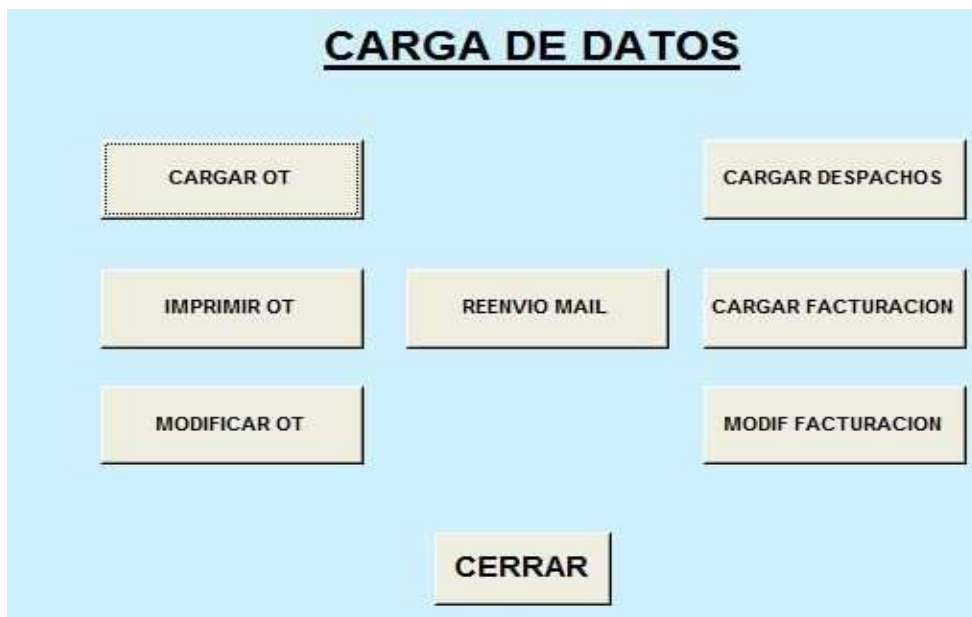 CARGA DE DATOS
CARGAR OT
CARGAR DESPACHOS
IMPRIMIR OT
REENVIO MAIL
CARGAR FACTURACION
MODIFICAR OT
MODIF FACTURACION
CERRAR